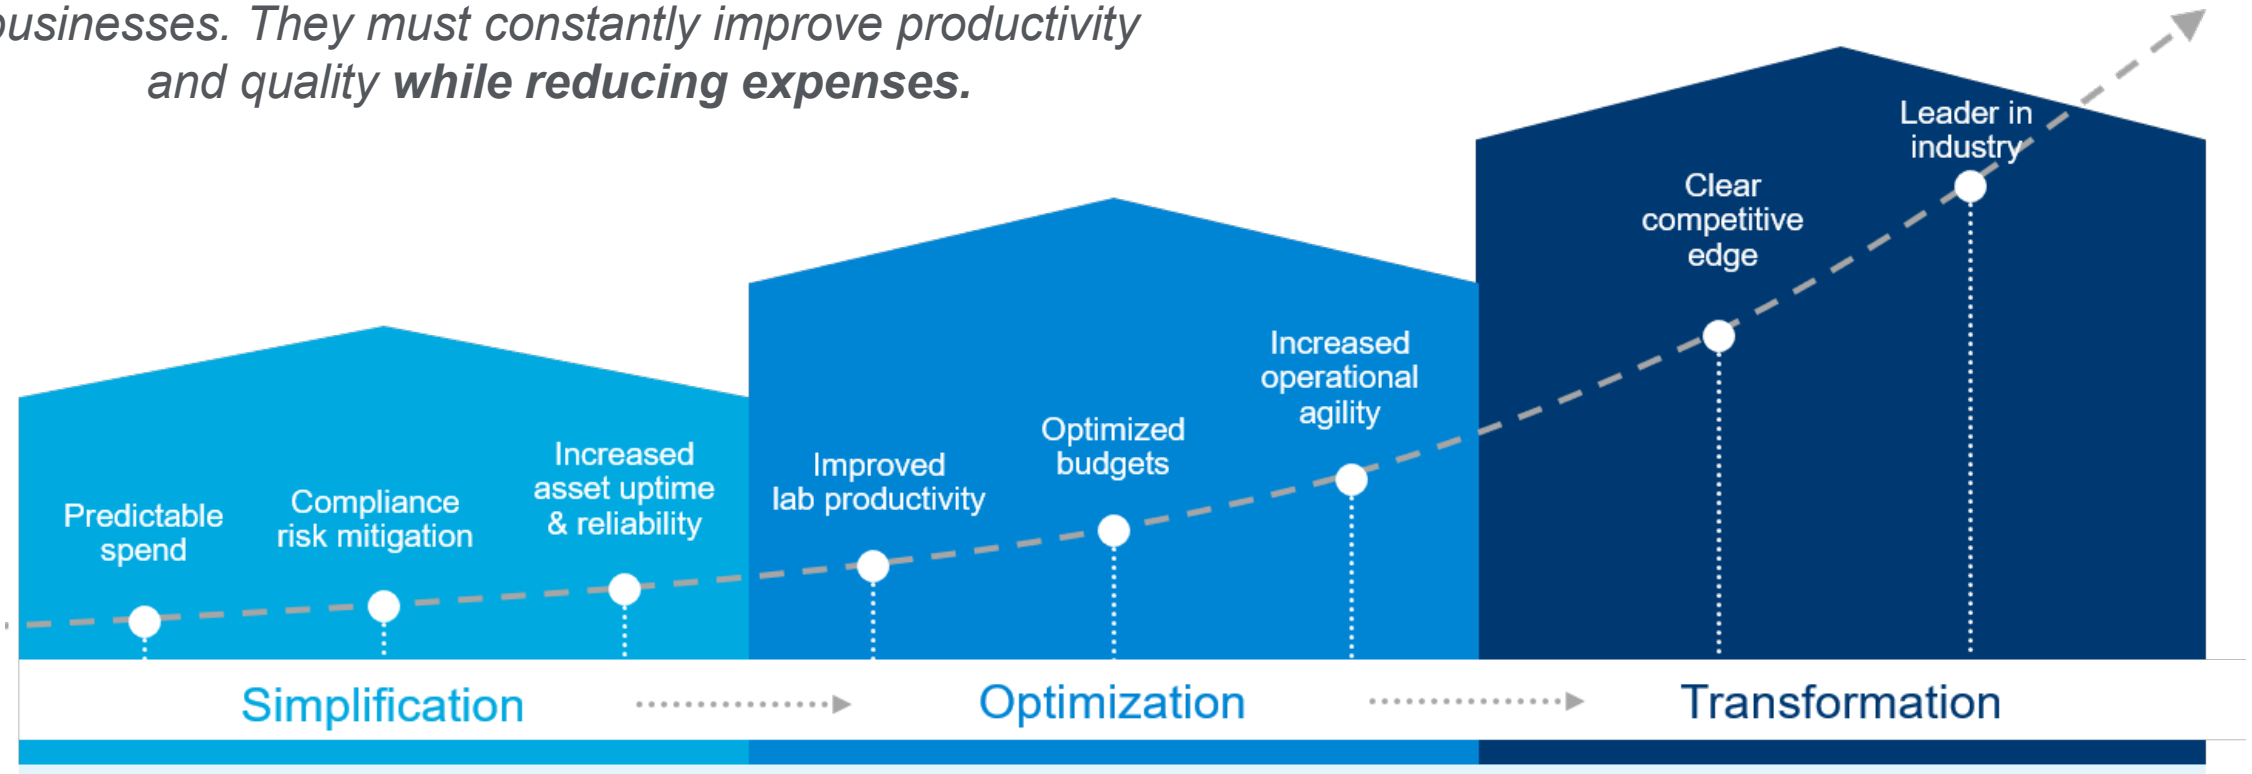 businesses. They must constantly improve productivity
and quality while reducing expenses.
Predictable
spend
Compliance
risk mitigation
Increased
asset uptime
& reliability
Improved
lab productivity
Optimized
budgets
Increased
operational
agility
Clear
competitive
edge
Leader in
industry
Simplification
Optimization
Transformation